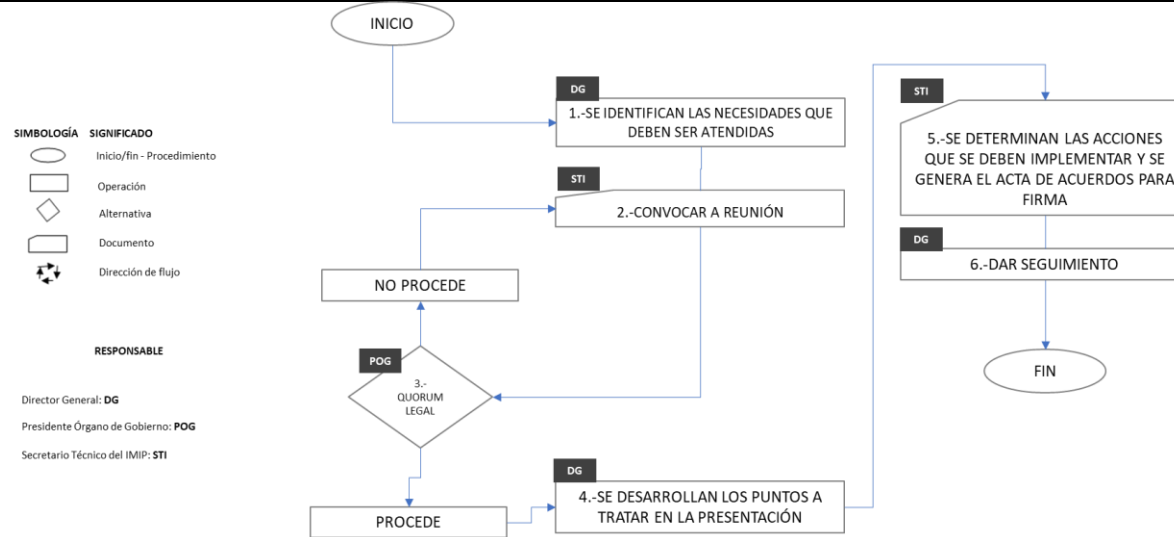 INICIO
DG
1.-SE IDENTIFICAN LAS NECESIDADES QUE
DEBEN SER ATENDIDAS
STI
2.-CONVOCAR A REUNIÓN
NO PROCEDE
POG
3.-
QUORUM
LEGAL
PROCEDE
DG
4.-SE DESARROLLAN LOS PUNTOS A
TRATAR EN LA PRESENTACIÓN
STI
5.-SE DETERMINAN LAS ACCIONES
QUE SE DEBEN IMPLEMENTAR Y SE
GENERA EL ACTA DE ACUERDOS PARA
FIRMA
DG
6.-DAR SEGUIMIENTO
FIN
SIMBOLOGÍA SIGNIFICADO
Inicio/fin - Procedimiento
Operación
Alternativa
Documento
Dirección de flujo
RESPONSABLE
Director General: DG
Presidente Órgano de Gobierno: POG
Secretario Técnico del IMIP: STI